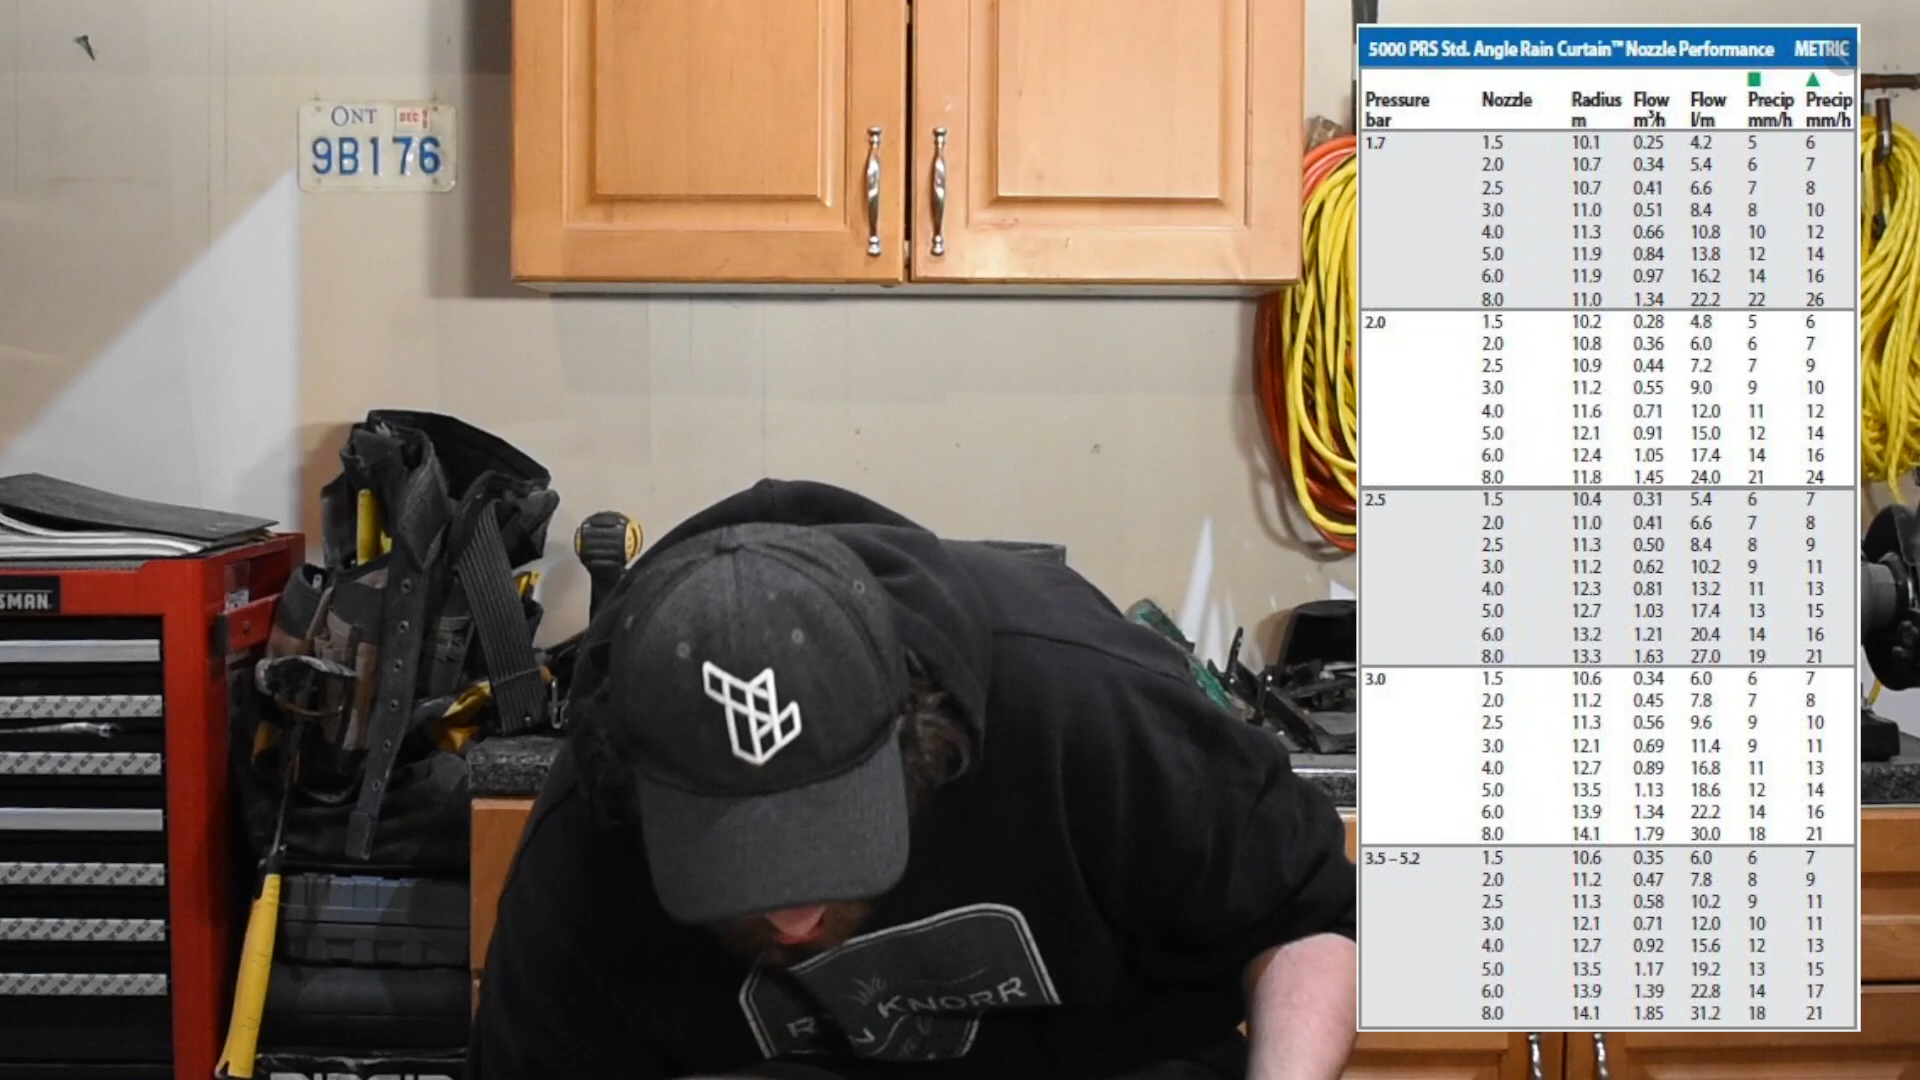 ONT DEC
9B176
SMAN
KNORR
5000 PRS Std. Angle Rain Curtain™ Nozzle Performance METRIC
Pressure Nozzle Radius Flow Flow Precip Precip
bar m m³/h l/m mm/h mm/h
1.7 1.5 10.1 0.25 4.2 5 6
2.0 10.7 0.34 5.4 6 7
2.5 10.7 0.41 6.6 7 8
3.0 11.0 0.51 8.4 8 10
4.0 11.3 0.66 10.8 10 12
5.0 11.9 0.84 13.8 12 14
6.0 11.9 0.97 16.2 14 16
8.0 11.0 1.34 22.2 22 26
2.0 1.5 10.2 0.28 4.8 5 6
2.0 10.8 0.36 6.0 6 7
2.5 10.9 0.44 7.2 7 9
3.0 11.2 0.55 9.0 9 10
4.0 11.6 0.71 12.0 11 12
5.0 12.1 0.91 15.0 12 14
6.0 12.4 1.05 17.4 14 16
8.0 11.8 1.45 24.0 21 24
2.5 1.5 10.4 0.31 5.4 6 7
2.0 11.0 0.41 6.6 7 8
2.5 11.3 0.50 8.4 8 9
3.0 11.2 0.62 10.2 9 11
4.0 12.3 0.81 13.2 11 13
5.0 12.7 1.03 17.4 13 15
6.0 13.2 1.21 20.4 14 16
8.0 13.3 1.63 27.0 19 21
3.0 1.5 10.6 0.34 6.0 6 7
2.0 11.2 0.45 7.8 7 8
2.5 11.3 0.56 9.6 9 10
3.0 12.1 0.69 11.4 9 11
4.0 12.7 0.89 16.8 11 13
5.0 13.5 1.13 18.6 12 14
6.0 13.9 1.34 22.2 14 16
8.0 14.1 1.79 30.0 18 21
3.5 – 5.2 1.5 10.6 0.35 6.0 6 7
2.0 11.2 0.47 7.8 8 9
2.5 11.3 0.58 10.2 9 11
3.0 12.1 0.71 12.0 10 11
4.0 12.7 0.92 15.6 12 13
5.0 13.5 1.17 19.2 13 15
6.0 13.9 1.39 22.8 14 17
8.0 14.1 1.85 31.2 18 21